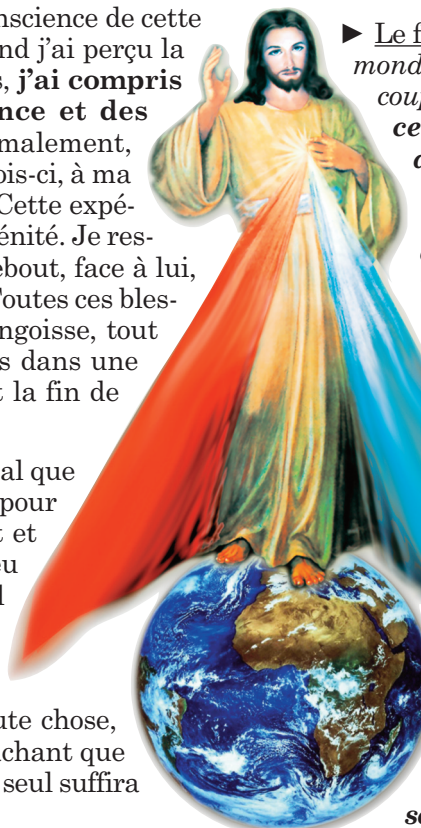 nscience de cette
nd j’ai perçu la
s, j’ai compris
nce et des
malement,
ois-ci, à ma
Cette expé-
énité. Je res-
ebout, face à lui,
Toutes ces bles-
ngoisse, tout
s dans une
t la fin de
al que
pour
t et
eu
l
ute chose,
chant que
seul suffira
► Le f
mond
coup
ce